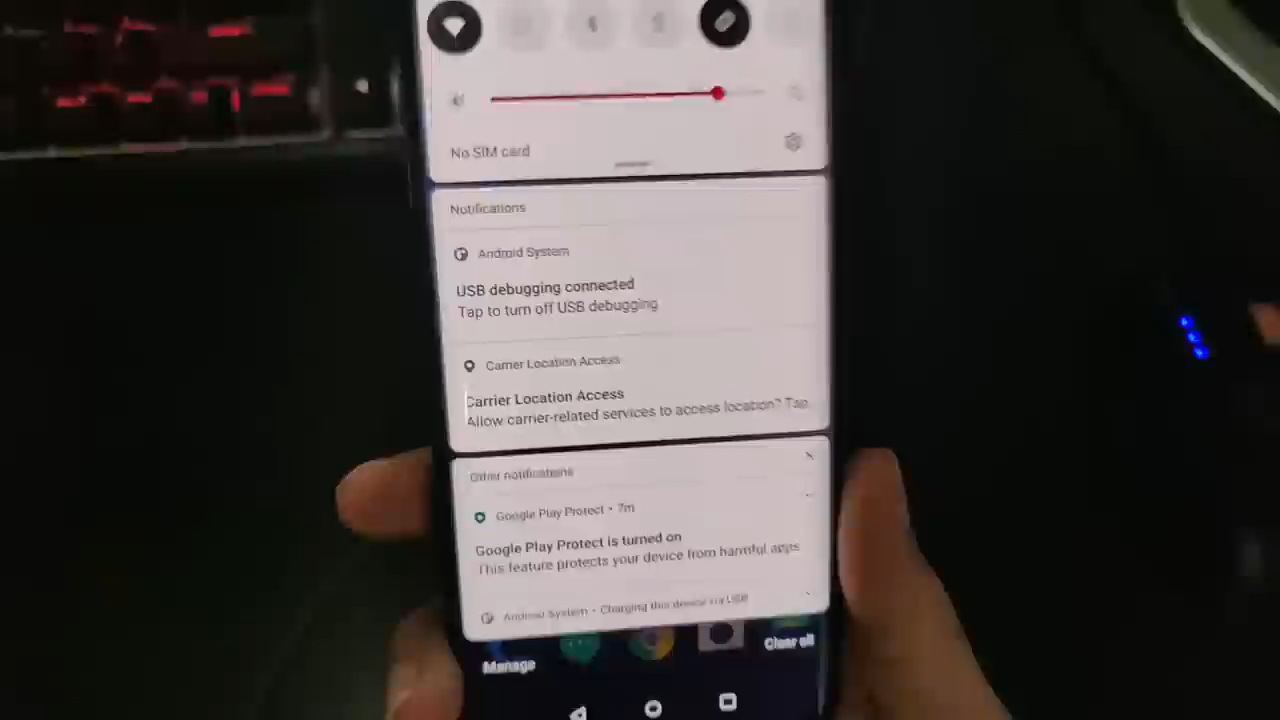 No SIM card
Notifications
Android System
USB debugging connected
Tap to turn off USB debugging
Carrier Location Access
Carrier Location Access
Allow carrier-related services to access location? Tap
Other notifications
Google Play Protect • 7m
Google Play Protect is turned on
This feature protects your device from harmful apps
Android System • Charging this device via USB
Manage
Clear all